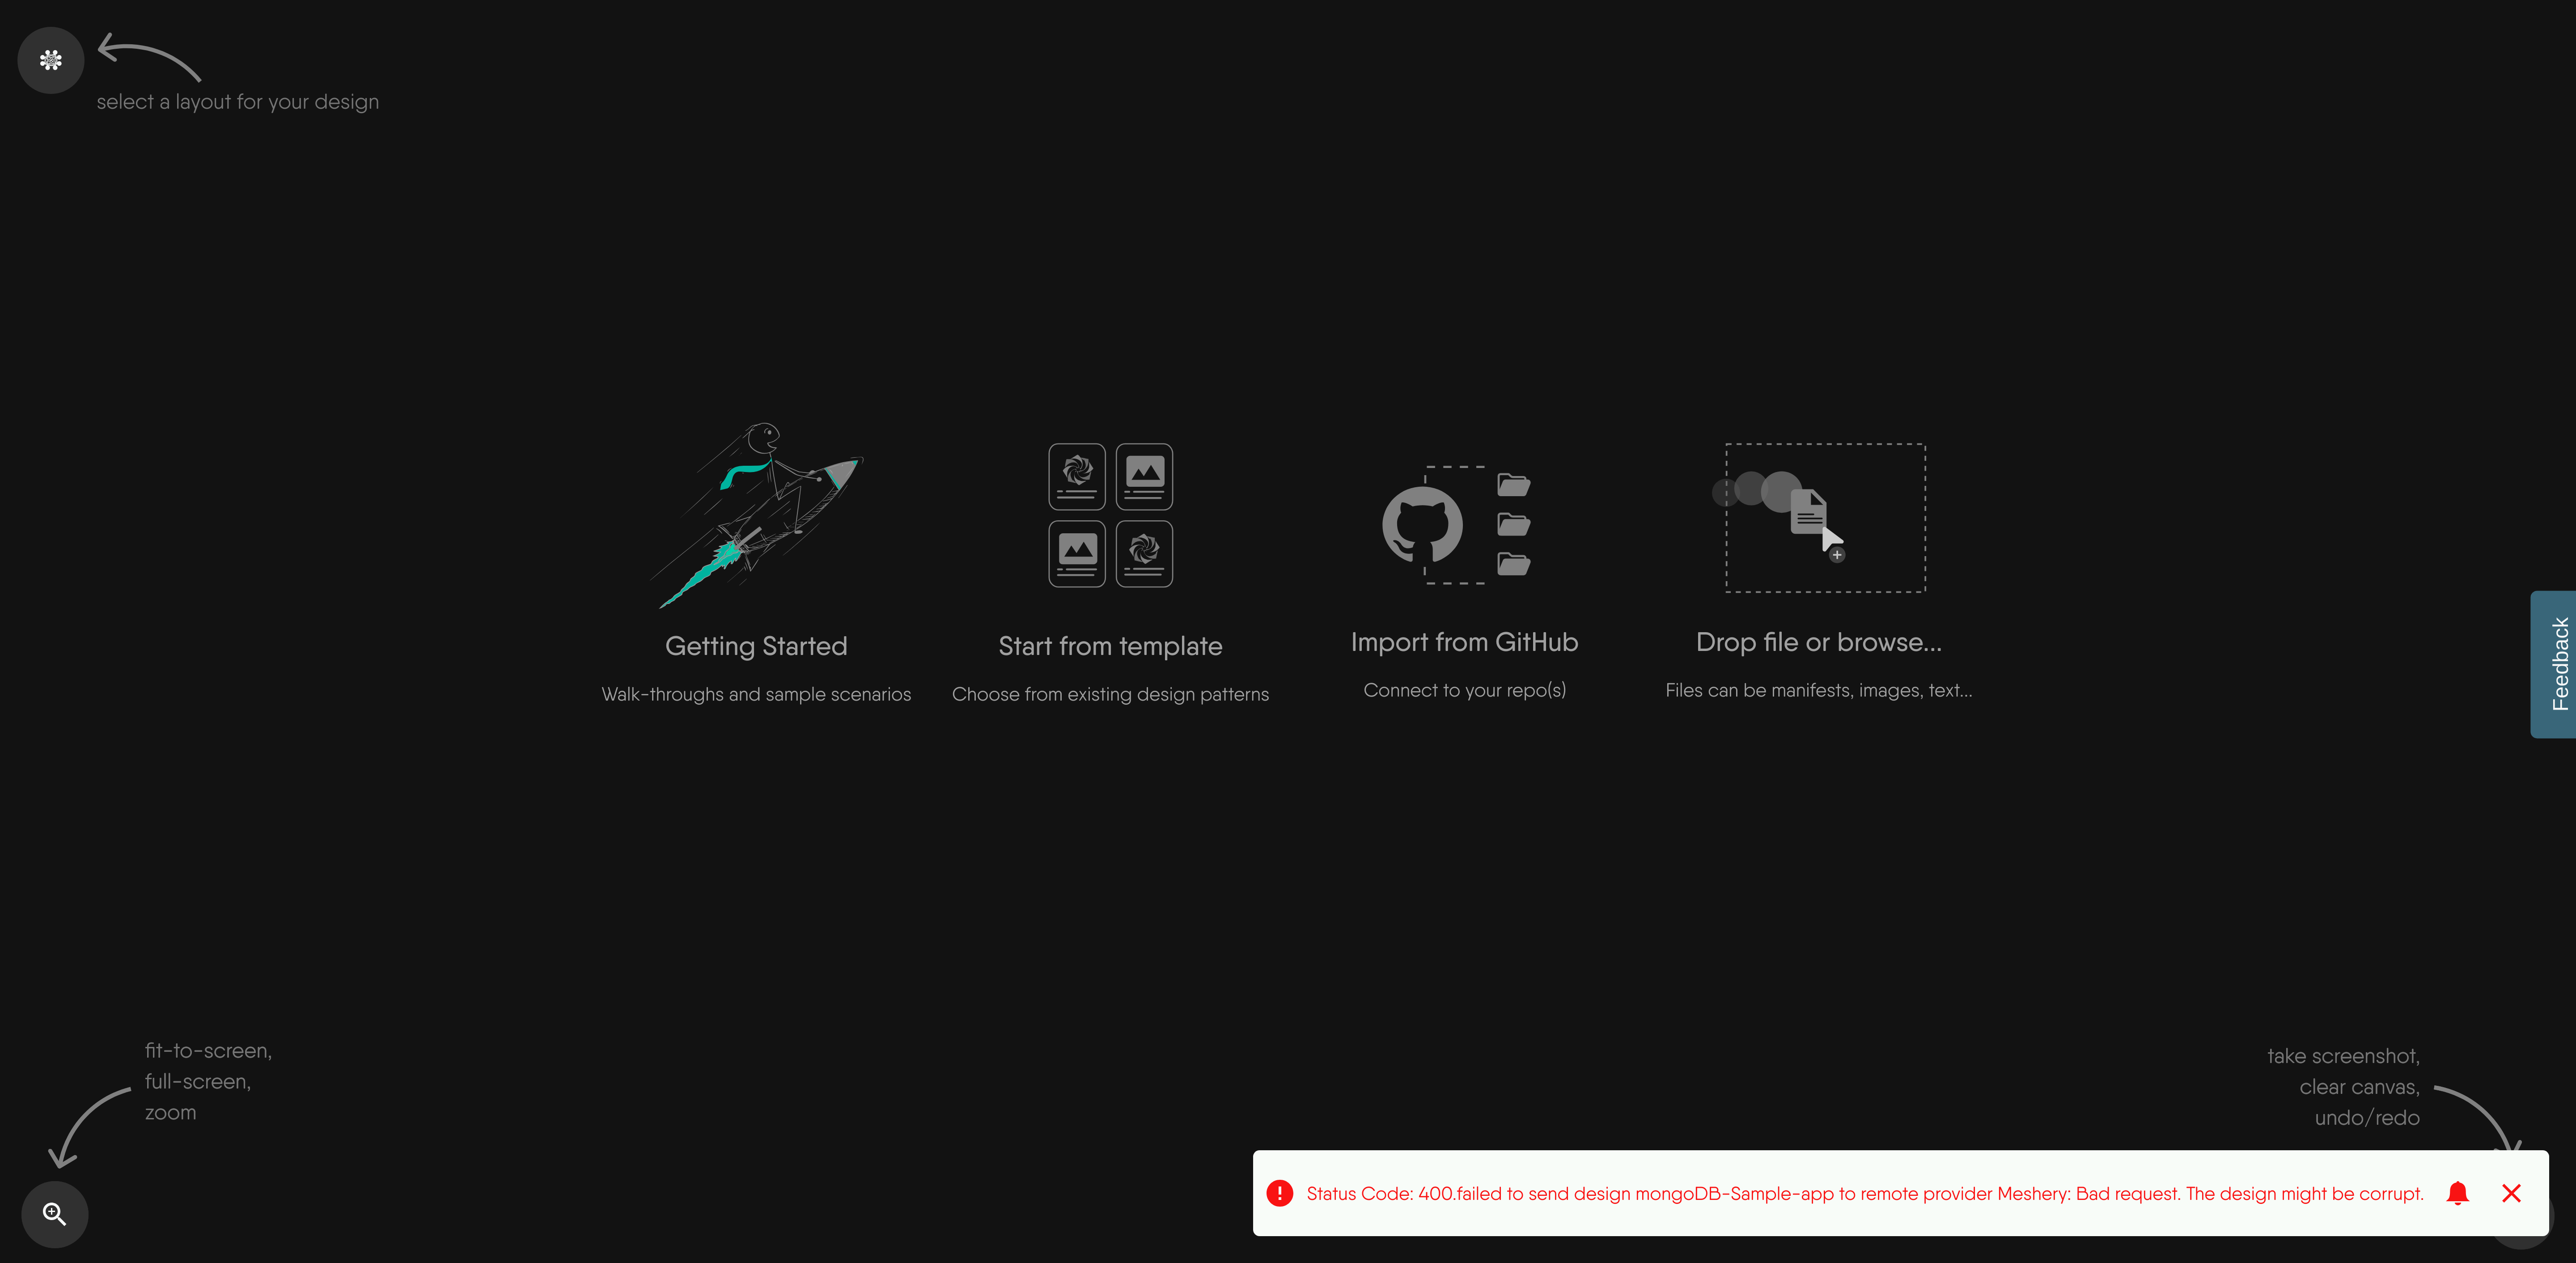 select a layout for your design
Getting Started
Walk-throughs and sample scenarios
Start from template
Choose from existing design patterns
Import from GitHub
Connect to your repo(s)
Drop file or browse...
Files can be manifests, images, text...
Feedback
fit-to-screen,
full-screen,
zoom
take screenshot,
clear canvas,
undo/redo
Status Code: 400.failed to send design mongoDB-Sample-app to remote provider Meshery: Bad request. The design might be corrupt.